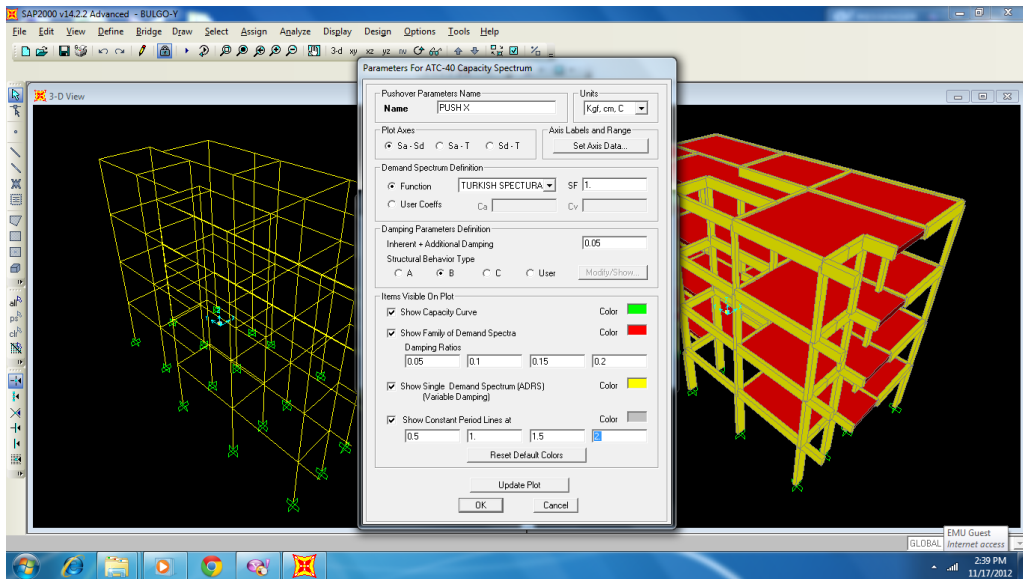 SAP2000 v14.2.2 Advanced - BULGO-Y
File Edit View Define Bridge Draw Select Assign Analyze Display Design Options Tools Help
3-d xy xz yz nv
Parameters For ATC-40 Capacity Spectrum
3-D View
Pushover Parameters Name
Name PUSH X
Units
Kgf, cm, C
Plot Axes
Sa - Sd Sa - T Sd - T
Axis Labels and Range
Set Axis Data...
Demand Spectrum Definition
Function TURKISH SPECTURA SF 1.
User Coeffs Ca Cv
Damping Parameters Definition
Inherent + Additional Damping 0.05
Structural Behavior Type
A B C User Modify/Show...
Items Visible On Plot
Show Capacity Curve Color
Show Family of Demand Spectra Color
Damping Ratios
0.05 0.1 0.15 0.2
Show Single Demand Spectrum (ADRS) Color
(Variable Damping)
Show Constant Period Lines at Color
0.5 1. 1.5 2.
Reset Default Colors
Update Plot
OK Cancel
all
ps
clr
GLOBAL
EMU Guest
Internet access
2:39 PM
11/17/2012